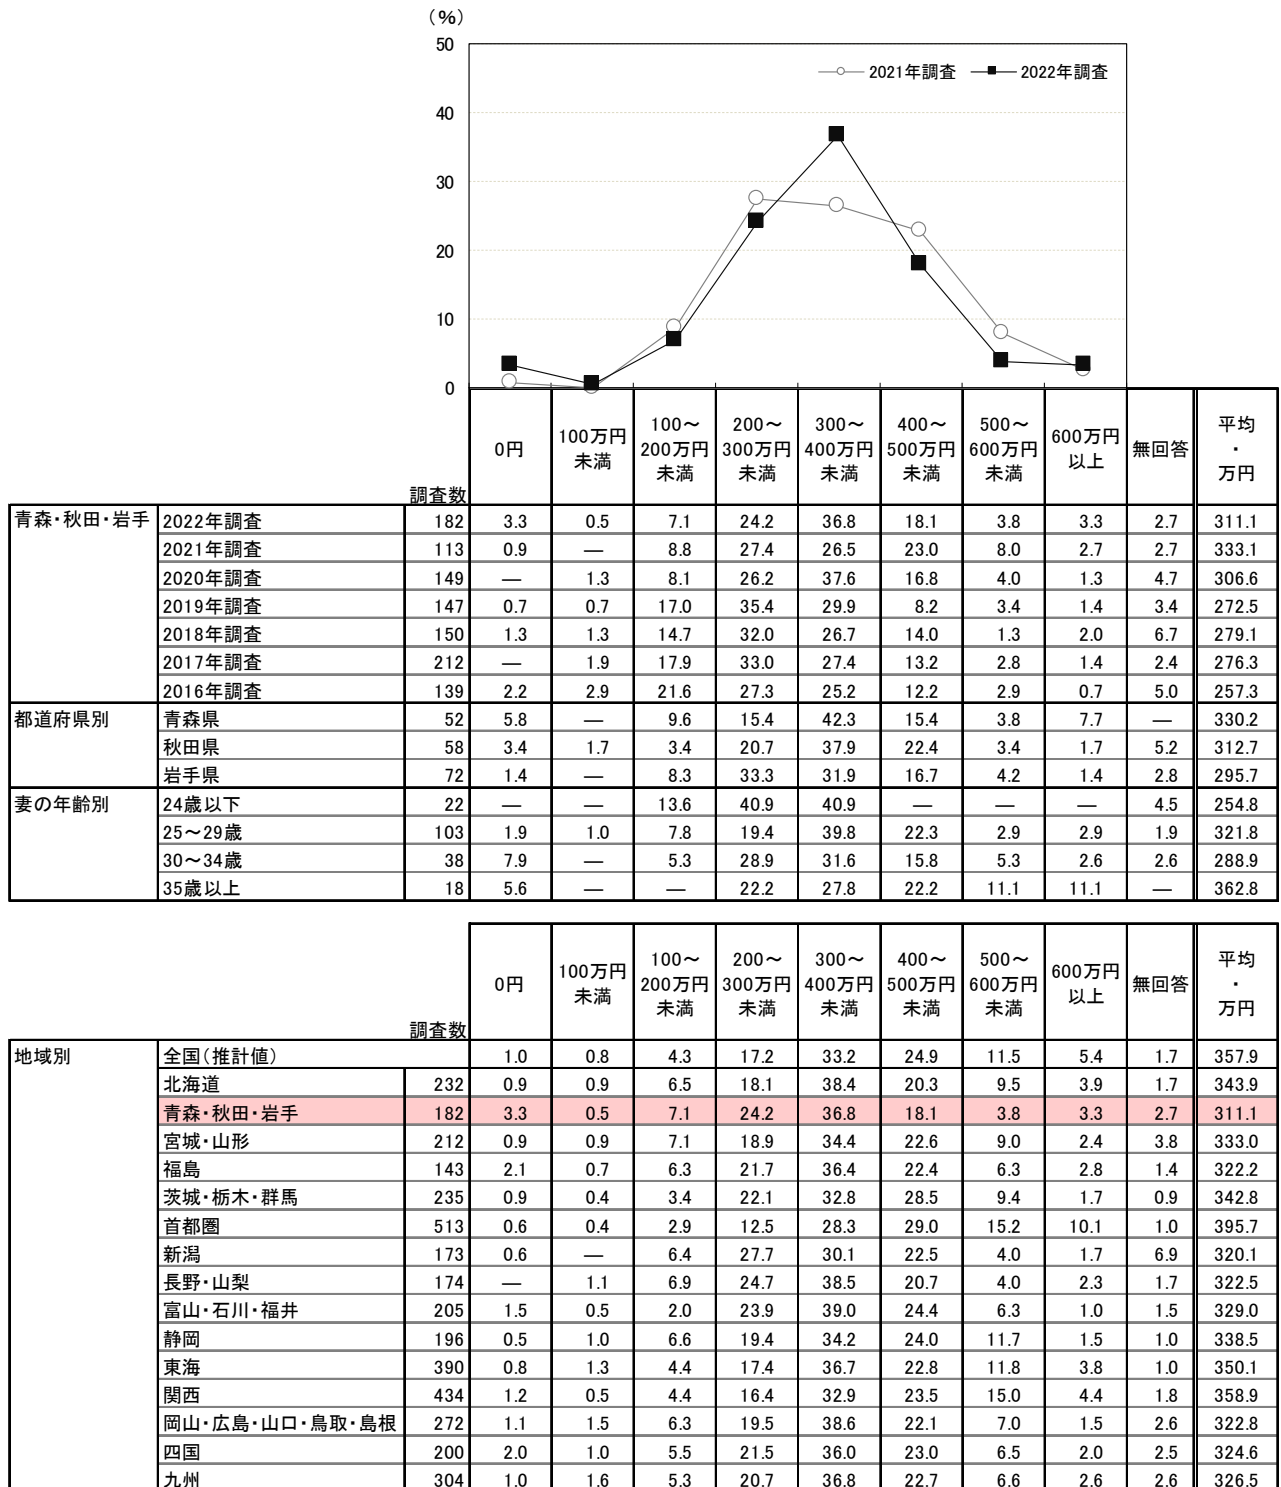 （％）
50
40
30
20
10
0
2021年調査 2022年調査
調査数 0円 100万円未満 100～200万円未満 200～300万円未満 300～400万円未満 400～500万円未満 500～600万円未満 600万円以上 無回答 平均・万円
青森・秋田・岩手 2022年調査 182 3.3 0.5 7.1 24.2 36.8 18.1 3.8 3.3 2.7 311.1
2021年調査 113 0.9 ― 8.8 27.4 26.5 23.0 8.0 2.7 2.7 333.1
2020年調査 149 ― 1.3 8.1 26.2 37.6 16.8 4.0 1.3 4.7 306.6
2019年調査 147 0.7 0.7 17.0 35.4 29.9 8.2 3.4 1.4 3.4 272.5
2018年調査 150 1.3 1.3 14.7 32.0 26.7 14.0 1.3 2.0 6.7 279.1
2017年調査 212 ― 1.9 17.9 33.0 27.4 13.2 2.8 1.4 2.4 276.3
2016年調査 139 2.2 2.9 21.6 27.3 25.2 12.2 2.9 0.7 5.0 257.3
都道府県別 青森県 52 5.8 ― 9.6 15.4 42.3 15.4 3.8 7.7 ― 330.2
秋田県 58 3.4 1.7 3.4 20.7 37.9 22.4 3.4 1.7 5.2 312.7
岩手県 72 1.4 ― 8.3 33.3 31.9 16.7 4.2 1.4 2.8 295.7
妻の年齢別 24歳以下 22 ― ― 13.6 40.9 40.9 ― ― ― 4.5 254.8
25～29歳 103 1.9 1.0 7.8 19.4 39.8 22.3 2.9 2.9 1.9 321.8
30～34歳 38 7.9 ― 5.3 28.9 31.6 15.8 5.3 2.6 2.6 288.9
35歳以上 18 5.6 ― ― 22.2 27.8 22.2 11.1 11.1 ― 362.8
調査数 0円 100万円未満 100～200万円未満 200～300万円未満 300～400万円未満 400～500万円未満 500～600万円未満 600万円以上 無回答 平均・万円
地域別 全国（推計値） 1.0 0.8 4.3 17.2 33.2 24.9 11.5 5.4 1.7 357.9
北海道 232 0.9 0.9 6.5 18.1 38.4 20.3 9.5 3.9 1.7 343.9
青森・秋田・岩手 182 3.3 0.5 7.1 24.2 36.8 18.1 3.8 3.3 2.7 311.1
宮城・山形 212 0.9 0.9 7.1 18.9 34.4 22.6 9.0 2.4 3.8 333.0
福島 143 2.1 0.7 6.3 21.7 36.4 22.4 6.3 2.8 1.4 322.2
茨城・栃木・群馬 235 0.9 0.4 3.4 22.1 32.8 28.5 9.4 1.7 0.9 342.8
首都圏 513 0.6 0.4 2.9 12.5 28.3 29.0 15.2 10.1 1.0 395.7
新潟 173 0.6 ― 6.4 27.7 30.1 22.5 4.0 1.7 6.9 320.1
長野・山梨 174 ― 1.1 6.9 24.7 38.5 20.7 4.0 2.3 1.7 322.5
富山・石川・福井 205 1.5 0.5 2.0 23.9 39.0 24.4 6.3 1.0 1.5 329.0
静岡 196 0.5 1.0 6.6 19.4 34.2 24.0 11.7 1.5 1.0 338.5
東海 390 0.8 1.3 4.4 17.4 36.7 22.8 11.8 3.8 1.0 350.1
関西 434 1.2 0.5 4.4 16.4 32.9 23.5 15.0 4.4 1.8 358.9
岡山・広島・山口・鳥取・島根 272 1.1 1.5 6.3 19.5 38.6 22.1 7.0 1.5 2.6 322.8
四国 200 2.0 1.0 5.5 21.5 36.0 23.0 6.5 2.0 2.5 324.6
九州 304 1.0 1.6 5.3 20.7 36.8 22.7 6.6 2.6 2.6 326.5